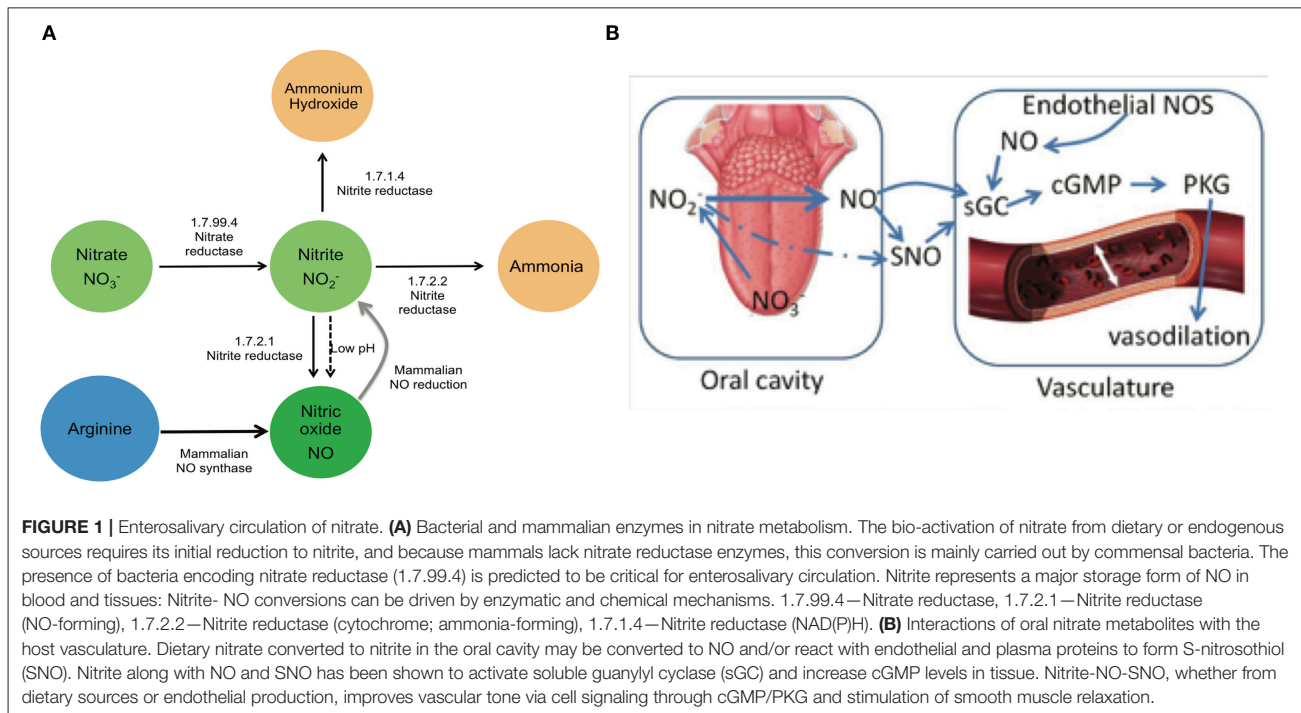 A
Ammonium
Hydroxide
1.7.1.4
Nitrite reductase
1.7.99.4
Nitrate
reductase
Nitrate
NO3-
Nitrite
NO2-
1.7.2.2
Nitrite
reductase
Ammonia
1.7.2.1
Nitrite reductase
Low pH
Mammalian
NO reduction
Arginine
Mammalian
NO synthase
Nitric
oxide
NO
B
NO2-
NO
SNO
NO3-
Oral cavity
Endothelial NOS
NO
sGC
cGMP
PKG
vasodilation
Vasculature
FIGURE 1 | Enterosalivary circulation of nitrate. (A) Bacterial and mammalian enzymes in nitrate metabolism. The bio-activation of nitrate from dietary or endogenous
sources requires its initial reduction to nitrite, and because mammals lack nitrate reductase enzymes, this conversion is mainly carried out by commensal bacteria. The
presence of bacteria encoding nitrate reductase (1.7.99.4) is predicted to be critical for enterosalivary circulation. Nitrite represents a major storage form of NO in
blood and tissues: Nitrite- NO conversions can be driven by enzymatic and chemical mechanisms. 1.7.99.4—Nitrate reductase, 1.7.2.1—Nitrite reductase
(NO-forming), 1.7.2.2—Nitrite reductase (cytochrome; ammonia-forming), 1.7.1.4—Nitrite reductase (NAD(P)H). (B) Interactions of oral nitrate metabolites with the
host vasculature. Dietary nitrate converted to nitrite in the oral cavity may be converted to NO and/or react with endothelial and plasma proteins to form S-nitrosothiol
(SNO). Nitrite along with NO and SNO has been shown to activate soluble guanylyl cyclase (sGC) and increase cGMP levels in tissue. Nitrite-NO-SNO, whether from
dietary sources or endothelial production, improves vascular tone via cell signaling through cGMP/PKG and stimulation of smooth muscle relaxation.